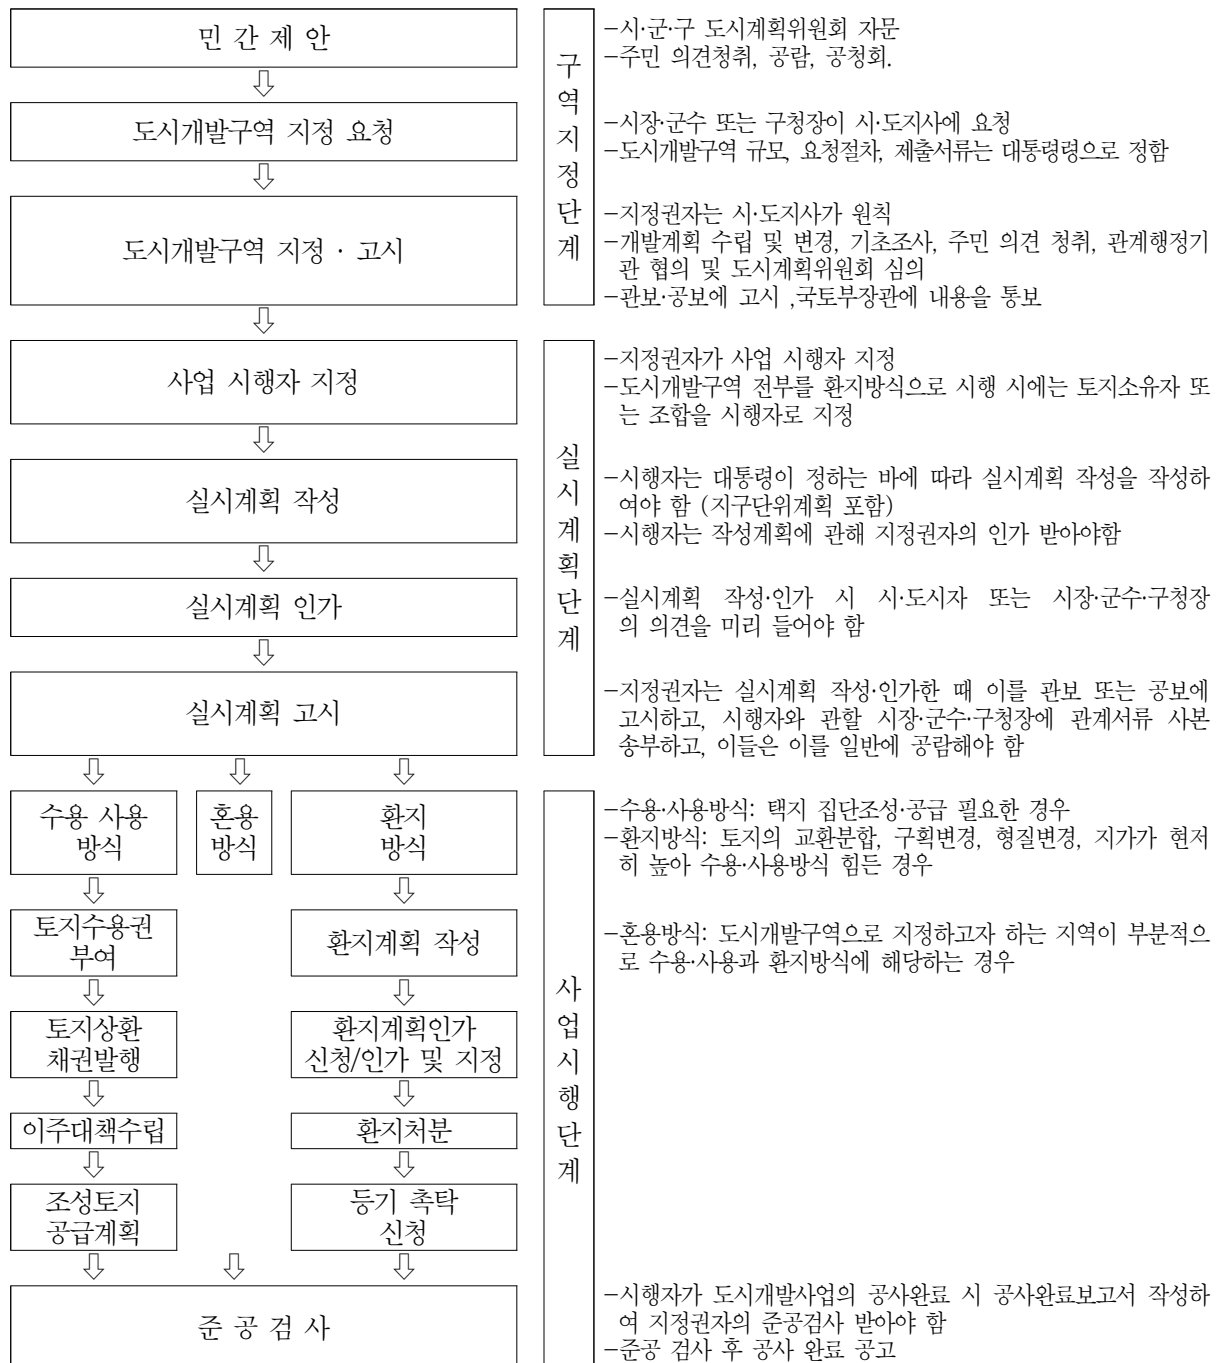 민 간 제 안
-시·군·구 도시계획위원회 자문
-주민 의견청취, 공람, 공청회.
구역지정단계
도시개발구역 지정 요청
-시장·군수 또는 구청장이 시·도지사에 요청
-도시개발구역 규모, 요청절차, 제출서류는 대통령령으로 정함
도시개발구역 지정 · 고시
-지정권자는 시·도지사가 원칙
-개발계획 수립 및 변경, 기초조사, 주민 의견 청취, 관계행정기
관 협의 및 도시계획위원회 심의
-관보·공보에 고시 ,국토부장관에 내용을 통보
사업 시행자 지정
-지정권자가 사업 시행자 지정
-도시개발구역 전부를 환지방식으로 시행 시에는 토지소유자 또
는 조합을 시행자로 지정
실시계획단계
실시계획 작성
-시행자는 대통령이 정하는 바에 따라 실시계획 작성을 작성하
여야 함 (지구단위계획 포함)
-시행자는 작성계획에 관해 지정권자의 인가 받아야함
실시계획 인가
-실시계획 작성·인가 시 시·도시자 또는 시장·군수·구청장
의 의견을 미리 들어야 함
실시계획 고시
-지정권자는 실시계획 작성·인가한 때 이를 관보 또는 공보에
고시하고, 시행자와 관할 시장·군수·구청장에 관계서류 사본
송부하고, 이들은 이를 일반에 공람해야 함
수용 사용
방식
혼용
방식
환지
방식
-수용·사용방식: 택지 집단조성·공급 필요한 경우
-환지방식: 토지의 교환분합, 구획변경, 형질변경, 지가가 현저
히 높아 수용·사용방식 힘든 경우
사업시행단계
토지수용권
부여
환지계획 작성
-혼용방식: 도시개발구역으로 지정하고자 하는 지역이 부분적으
로 수용·사용과 환지방식에 해당하는 경우
토지상환
채권발행
환지계획인가
신청/인가 및 지정
이주대책수립
환지처분
조성토지
공급계획
등기 촉탁
신청
준 공 검 사
-시행자가 도시개발사업의 공사완료 시 공사완료보고서 작성하
여 지정권자의 준공검사 받아야 함
-준공 검사 후 공사 완료 공고